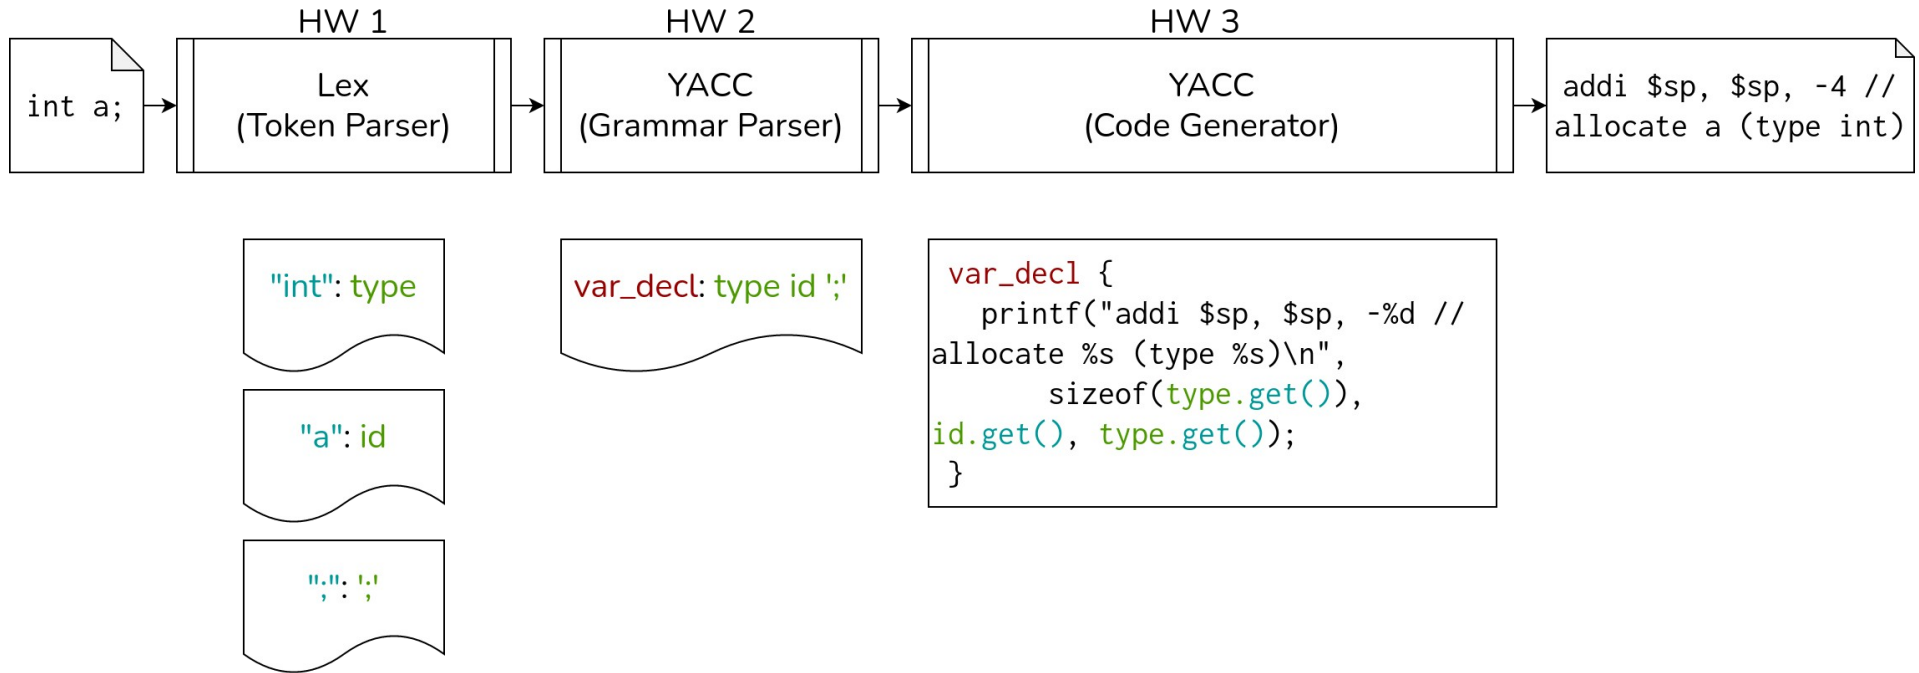 HW 1
HW 2
HW 3
int a;
Lex
(Token Parser)
YACC
(Grammar Parser)
YACC
(Code Generator)
addi $sp, $sp, -4 //
allocate a (type int)
"int": type
"a": id
";": ';'
var_decl: type id ';'
var_decl {
printf("addi $sp, $sp, -%d //
allocate %s (type %s)\n",
sizeof(type.get()),
id.get(), type.get());
}